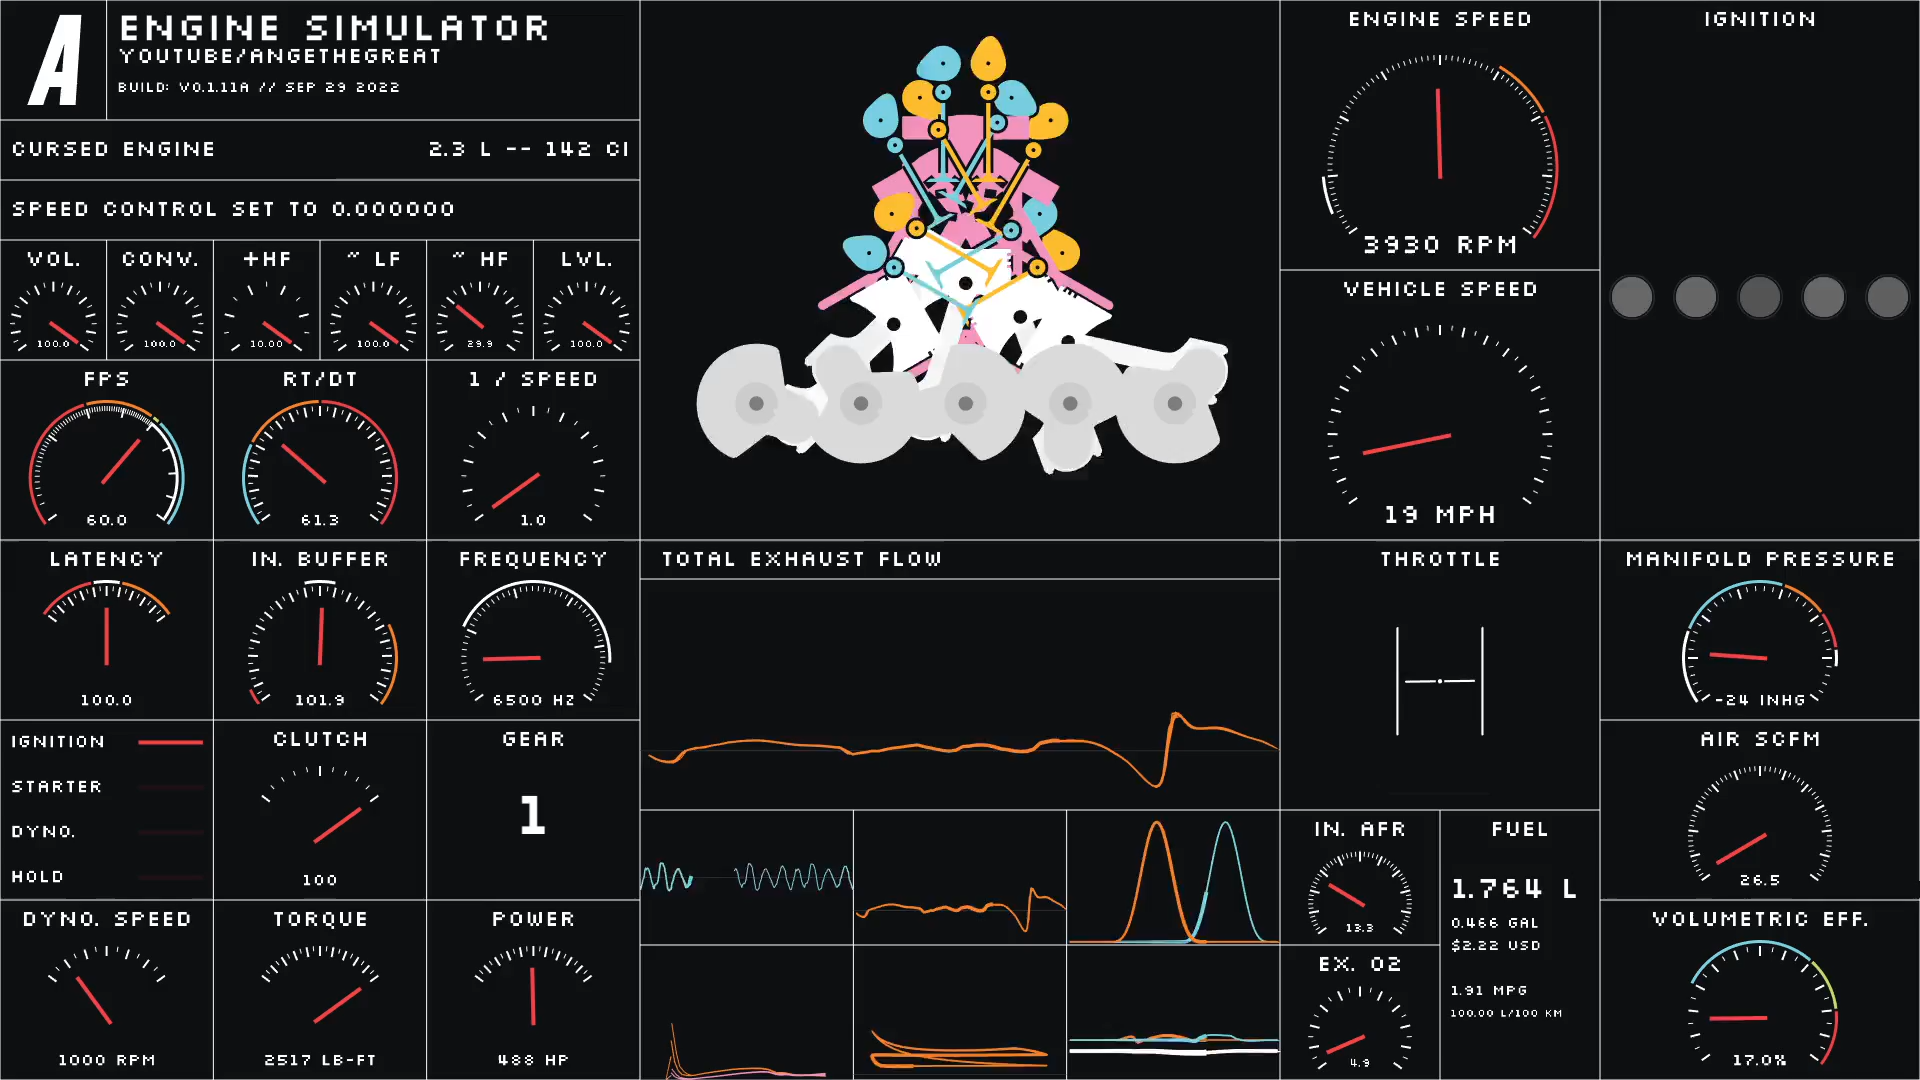 A
ENGINE SIMULATOR
YOUTUBE/ANGETHEGREAT
BUILD: V0.1.11A // SEP 29 2022
CURSED ENGINE
2.3 L -- 142 CI
SPEED CONTROL SET TO 0.000000
VOL.
100.0
CONV.
100.0
+HF
10.00
~ LF
100.0
~ HF
29.9
LVL.
100.0
FPS
60.0
RT/DT
61.3
1 / SPEED
1.0
LATENCY
100.0
IN. BUFFER
101.9
FREQUENCY
6500 HZ
IGNITION
STARTER
DYNO.
HOLD
CLUTCH
100
GEAR
1
DYNO. SPEED
1000 RPM
TORQUE
2517 LB-FT
POWER
488 HP
TOTAL EXHAUST FLOW
ENGINE SPEED
3930 RPM
VEHICLE SPEED
19 MPH
THROTTLE
IN. AFR
13.3
EX. O2
4.9
FUEL
1.764 L
0.466 GAL
$2.22 USD
1.91 MPG
100.00 L/100 KM
IGNITION
MANIFOLD PRESSURE
-24 INHG
AIR SCFM
26.5
VOLUMETRIC EFF.
17.0%